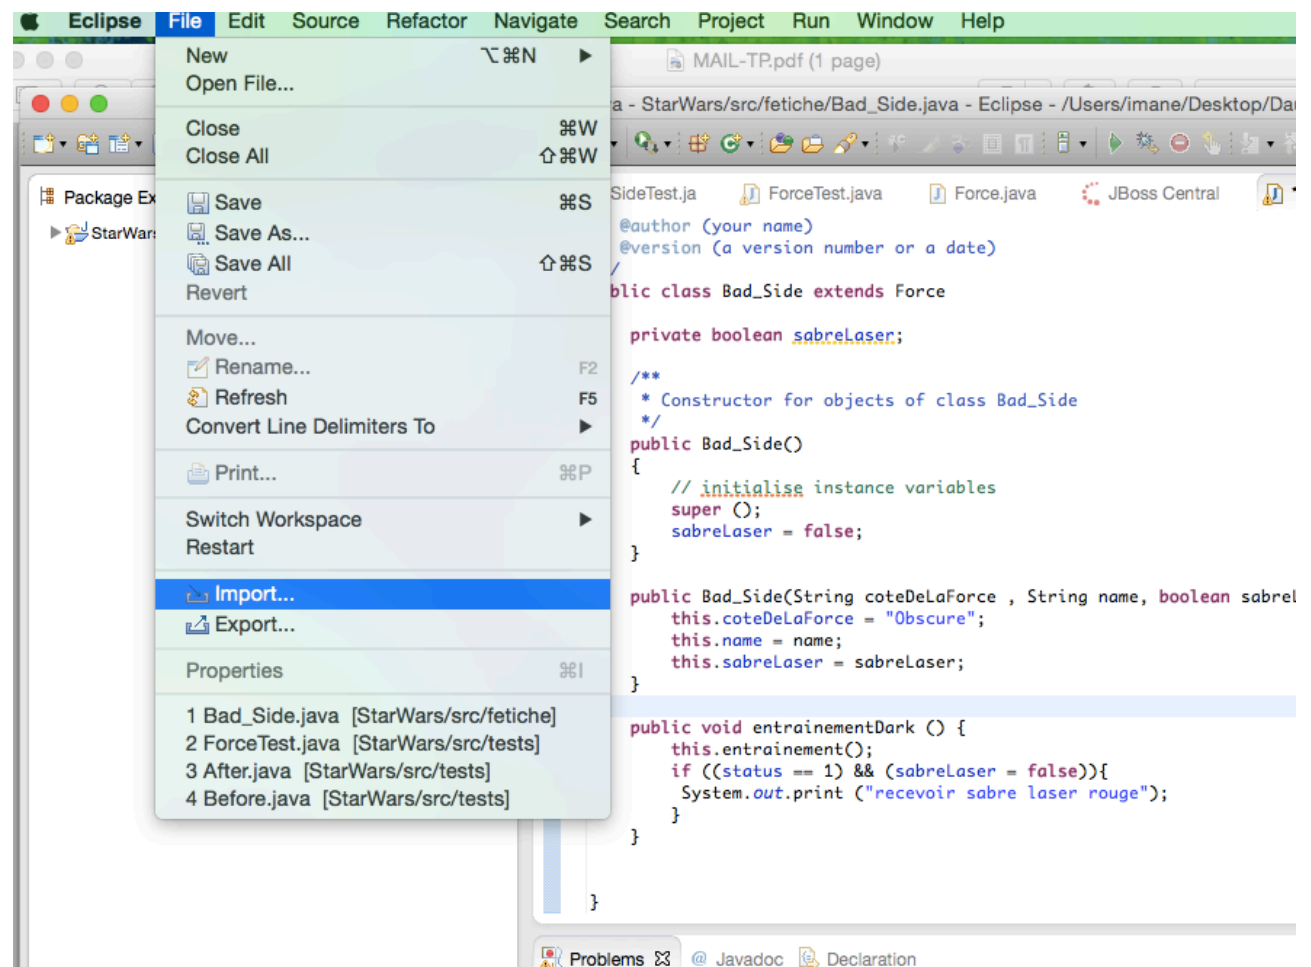 Eclipse File Edit Source Refactor Navigate Search Project Run Window Help
MAIL-TP.pdf (1 page)
a - StarWars/src/fetiche/Bad_Side.java - Eclipse - /Users/imane/Desktop/Dau
New ⌥⌘N ▶
Open File...
Close ⌘W
Close All ⇧⌘W
Save ⌘S
Save As...
Save All ⇧⌘S
Revert
Move...
Rename... F2
Refresh F5
Convert Line Delimiters To ▶
Print... ⌘P
Switch Workspace ▶
Restart
Import...
Export...
Properties ⌘I
1 Bad_Side.java [StarWars/src/fetiche]
2 ForceTest.java [StarWars/src/tests]
3 After.java [StarWars/src/tests]
4 Before.java [StarWars/src/tests]
Package Ex
StarWars
SideTest.ja ForceTest.java Force.java JBoss Central
@author (your name)
@version (a version number or a date)
/
blic class Bad_Side extends Force
private boolean sabreLaser;
/**
* Constructor for objects of class Bad_Side
*/
public Bad_Side()
{
// initialise instance variables
super ();
sabreLaser = false;
}
public Bad_Side(String coteDeLaForce , String name, boolean sabreL
this.coteDeLaForce = "Obscure";
this.name = name;
this.sabreLaser = sabreLaser;
}
public void entrainementDark () {
this.entrainement();
if ((status == 1) && (sabreLaser = false)){
System.out.print ("recevoir sabre laser rouge");
}
}
}
Problems @ Javadoc Declaration